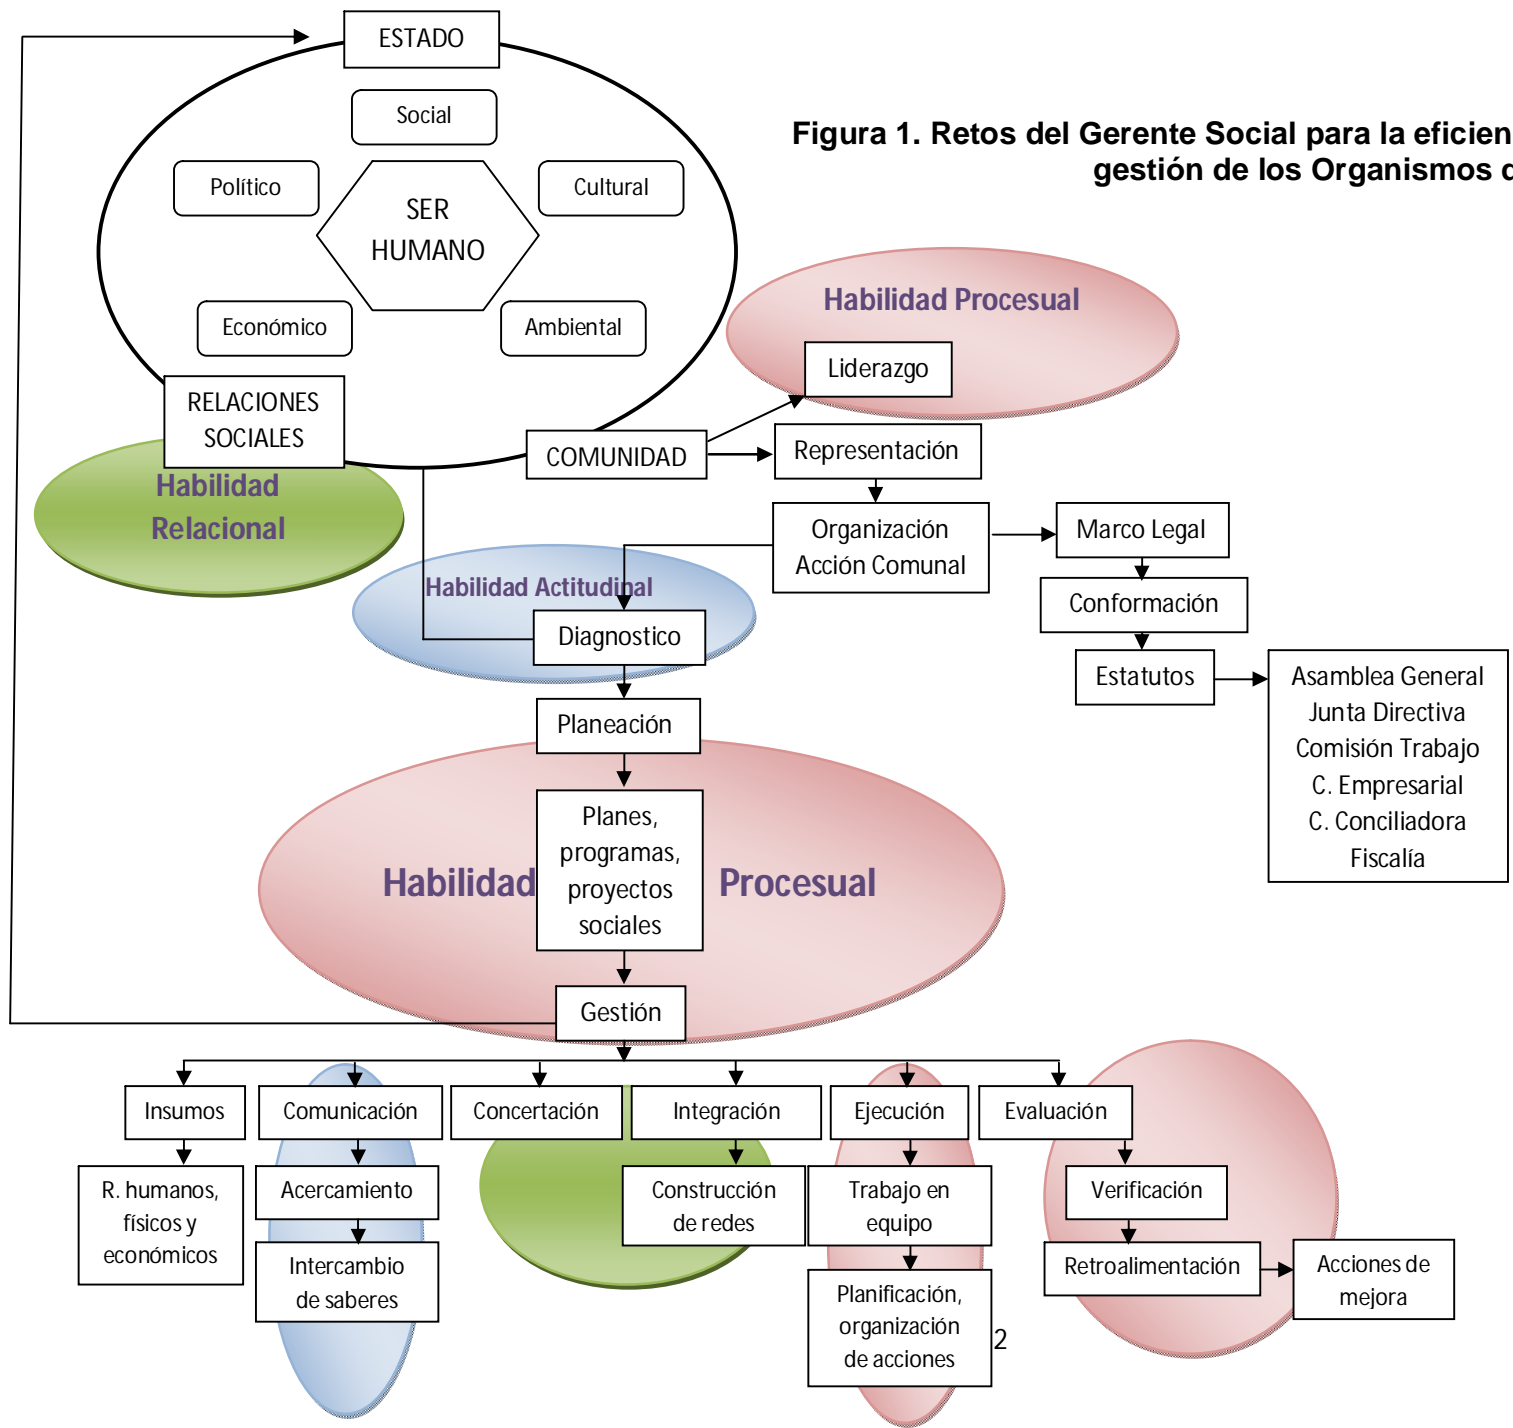 ESTADO
Figura 1. Retos del Gerente Social para la eficien
gestión de los Organismos d
Social
Político
Cultural
SER
HUMANO
Económico
Ambiental
RELACIONES
SOCIALES
COMUNIDAD
Habilidad Procesual
Liderazgo
Representación
Habilidad
Relacional
Organización
Acción Comunal
Marco Legal
Habilidad Actitudinal
Diagnostico
Conformación
Estatutos
Asamblea General
Junta Directiva
Comisión Trabajo
C. Empresarial
C. Conciliadora
Fiscalía
Planeación
Planes,
programas,
proyectos
sociales
Habilidad Procesual
Gestión
Insumos
Comunicación
Concertación
Integración
Ejecución
Evaluación
R. humanos,
físicos y
económicos
Acercamiento
Intercambio
de saberes
Construcción
de redes
Trabajo en
equipo
Planificación,
organización
de acciones
2
Verificación
Retroalimentación
Acciones de
mejora